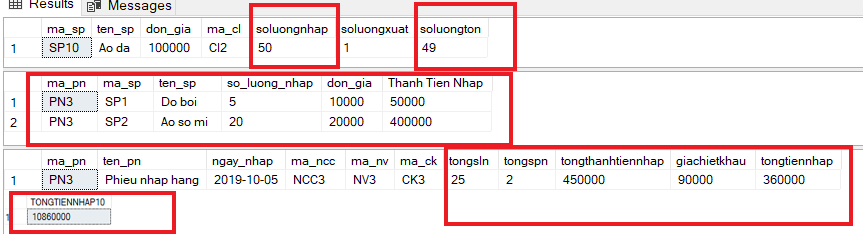 Results Messages
ma_sp ten_sp don_gia ma_cl soluongnhap soluongxuat soluongton
1 SP10 Ao da 100000 Cl2 50 1 49
ma_pn ma_sp ten_sp so_luong_nhap don_gia Thanh Tien Nhap
1 PN3 SP1 Do boi 5 10000 50000
2 PN3 SP2 Ao so mi 20 20000 400000
ma_pn ten_pn ngay_nhap ma_ncc ma_nv ma_ck tongsln tongspn tongthanhtiennhap giachietkhau tongtiennhap
1 PN3 Phieu nhap hang 2019-10-05 NCC3 NV3 CK3 25 2 450000 90000 360000
TONGTIENNHAP10
1 10860000